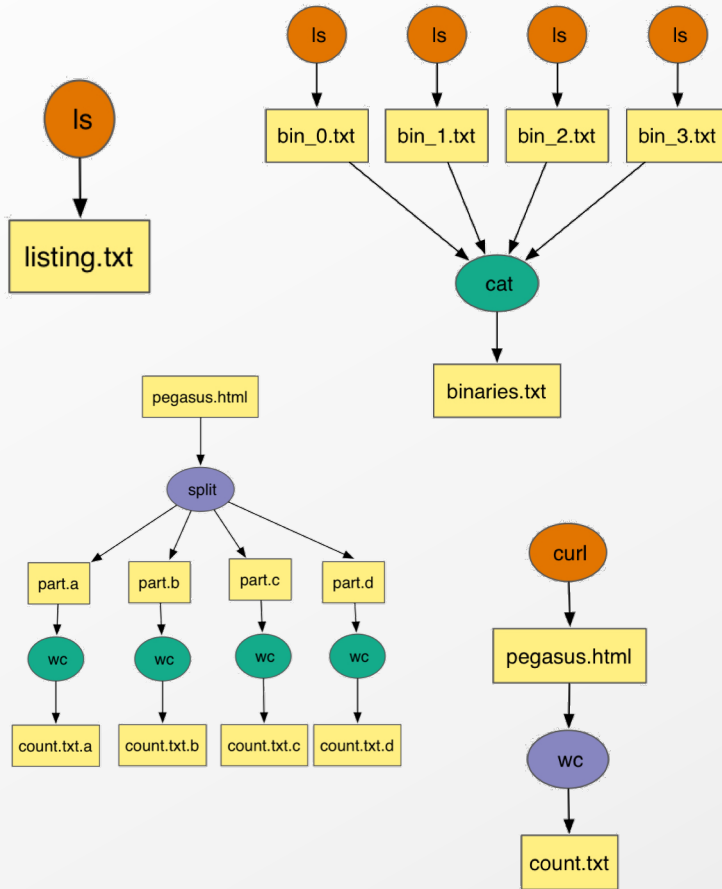 ls
listing.txt
ls ls ls ls
bin_0.txt bin_1.txt bin_2.txt bin_3.txt
cat
binaries.txt
pegasus.html
split
part.a part.b part.c part.d
wc wc wc wc
count.txt.a count.txt.b count.txt.c count.txt.d
curl
pegasus.html
wc
count.txt